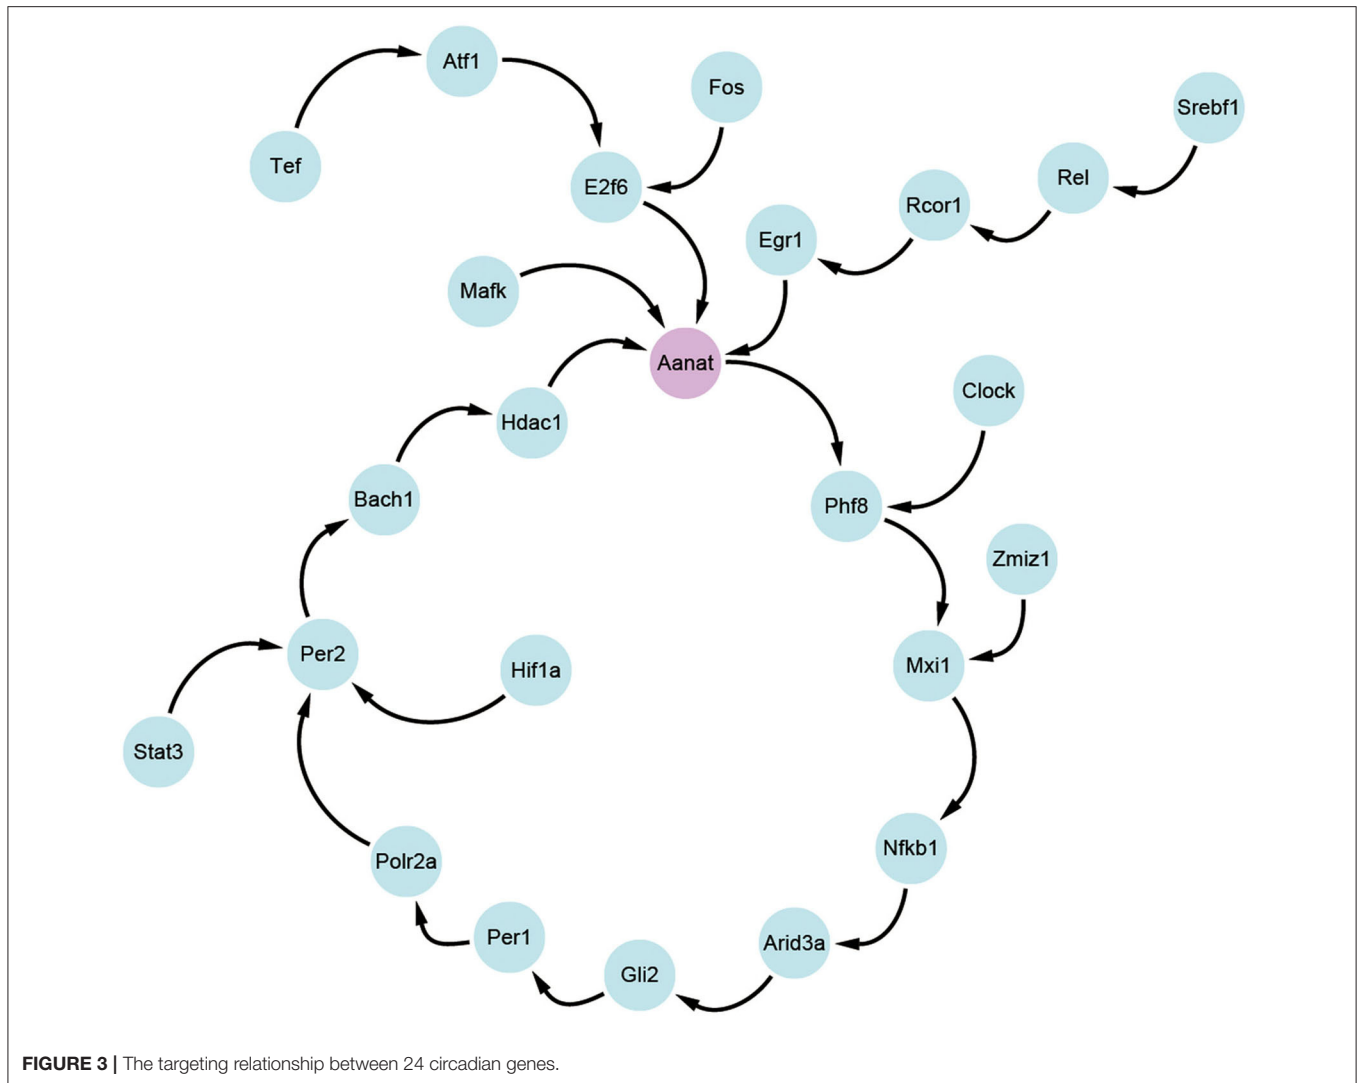 Atf1
Fos
Srebf1
Tef
E2f6
Rel
Rcor1
Egr1
Mafk
Aanat
Clock
Hdac1
Bach1
Phf8
Zmiz1
Per2
Hif1a
Mxi1
Stat3
Nfkb1
Polr2a
Per1
Arid3a
Gli2
FIGURE 3 | The targeting relationship between 24 circadian genes.